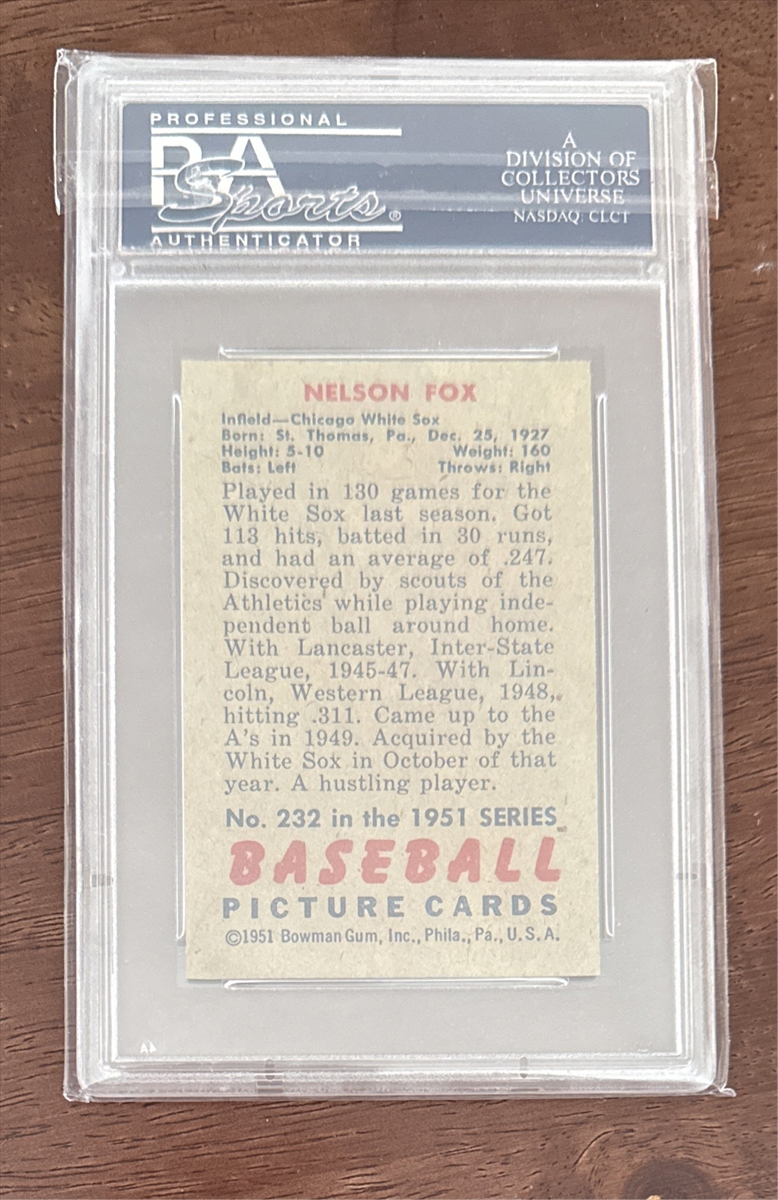 PROFESSIONAL
PSA
Sports®
AUTHENTICATOR
A
DIVISION OF
COLLECTORS
UNIVERSE
NASDAQ: CLCT
NELSON FOX
Infield—Chicago White Sox
Born: St. Thomas, Pa., Dec. 25, 1927
Height: 5-10 Weight: 160
Bats: Left Throws: Right
Played in 130 games for the
White Sox last season. Got
113 hits, batted in 30 runs,
and had an average of .247.
Discovered by scouts of the
Athletics while playing inde-
pendent ball around home.
With Lancaster, Inter-State
League, 1945-47. With Lin-
coln, Western League, 1948,
hitting .311. Came up to the
A's in 1949. Acquired by the
White Sox in October of that
year. A hustling player.
No. 232 in the 1951 SERIES
BASEBALL
PICTURE CARDS
©1951 Bowman Gum, Inc., Phila., Pa., U.S.A.